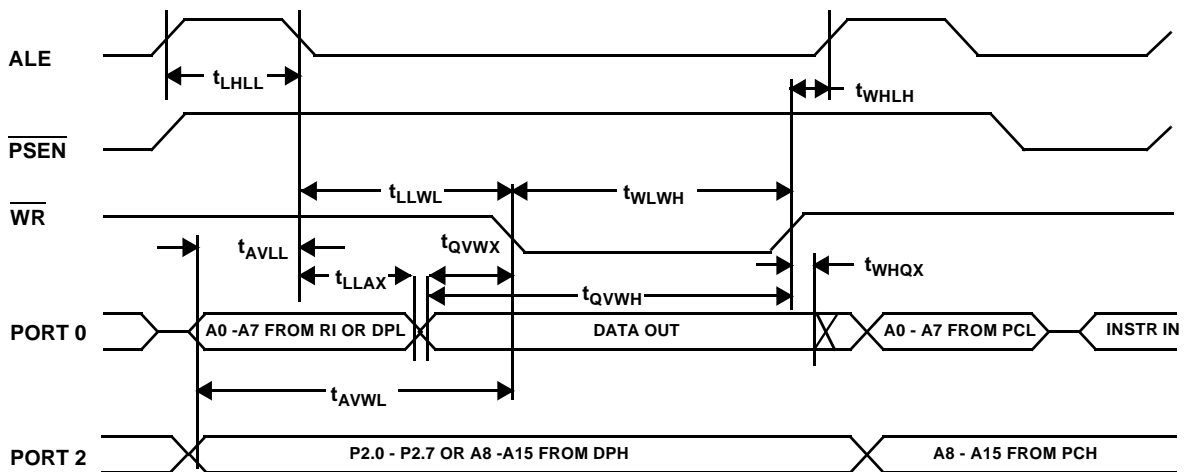 ALE
tLHLL
tWHLH
PSEN
tLLWL
tWLWH
WR
tAVLL
tQVWX
tLLAX
tWHQX
tQVWH
PORT 0
A0 -A7 FROM RI OR DPL
DATA OUT
A0 - A7 FROM PCL
INSTR IN
tAVWL
PORT 2
P2.0 - P2.7 OR A8 -A15 FROM DPH
A8 - A15 FROM PCH